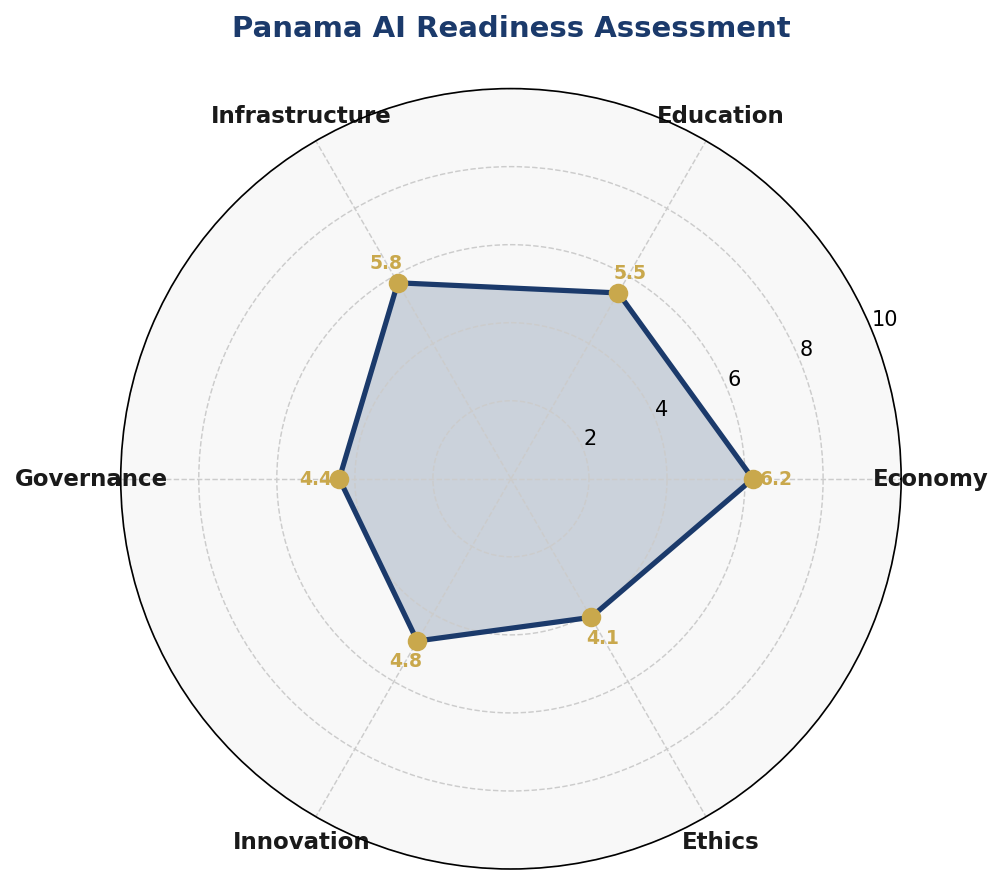 Panama AI Readiness Assessment
Infrastructure
Education
5.8
5.5
10
8
6
4
2
Governance
4.4
6.2
Economy
4.8
4.1
Innovation
Ethics